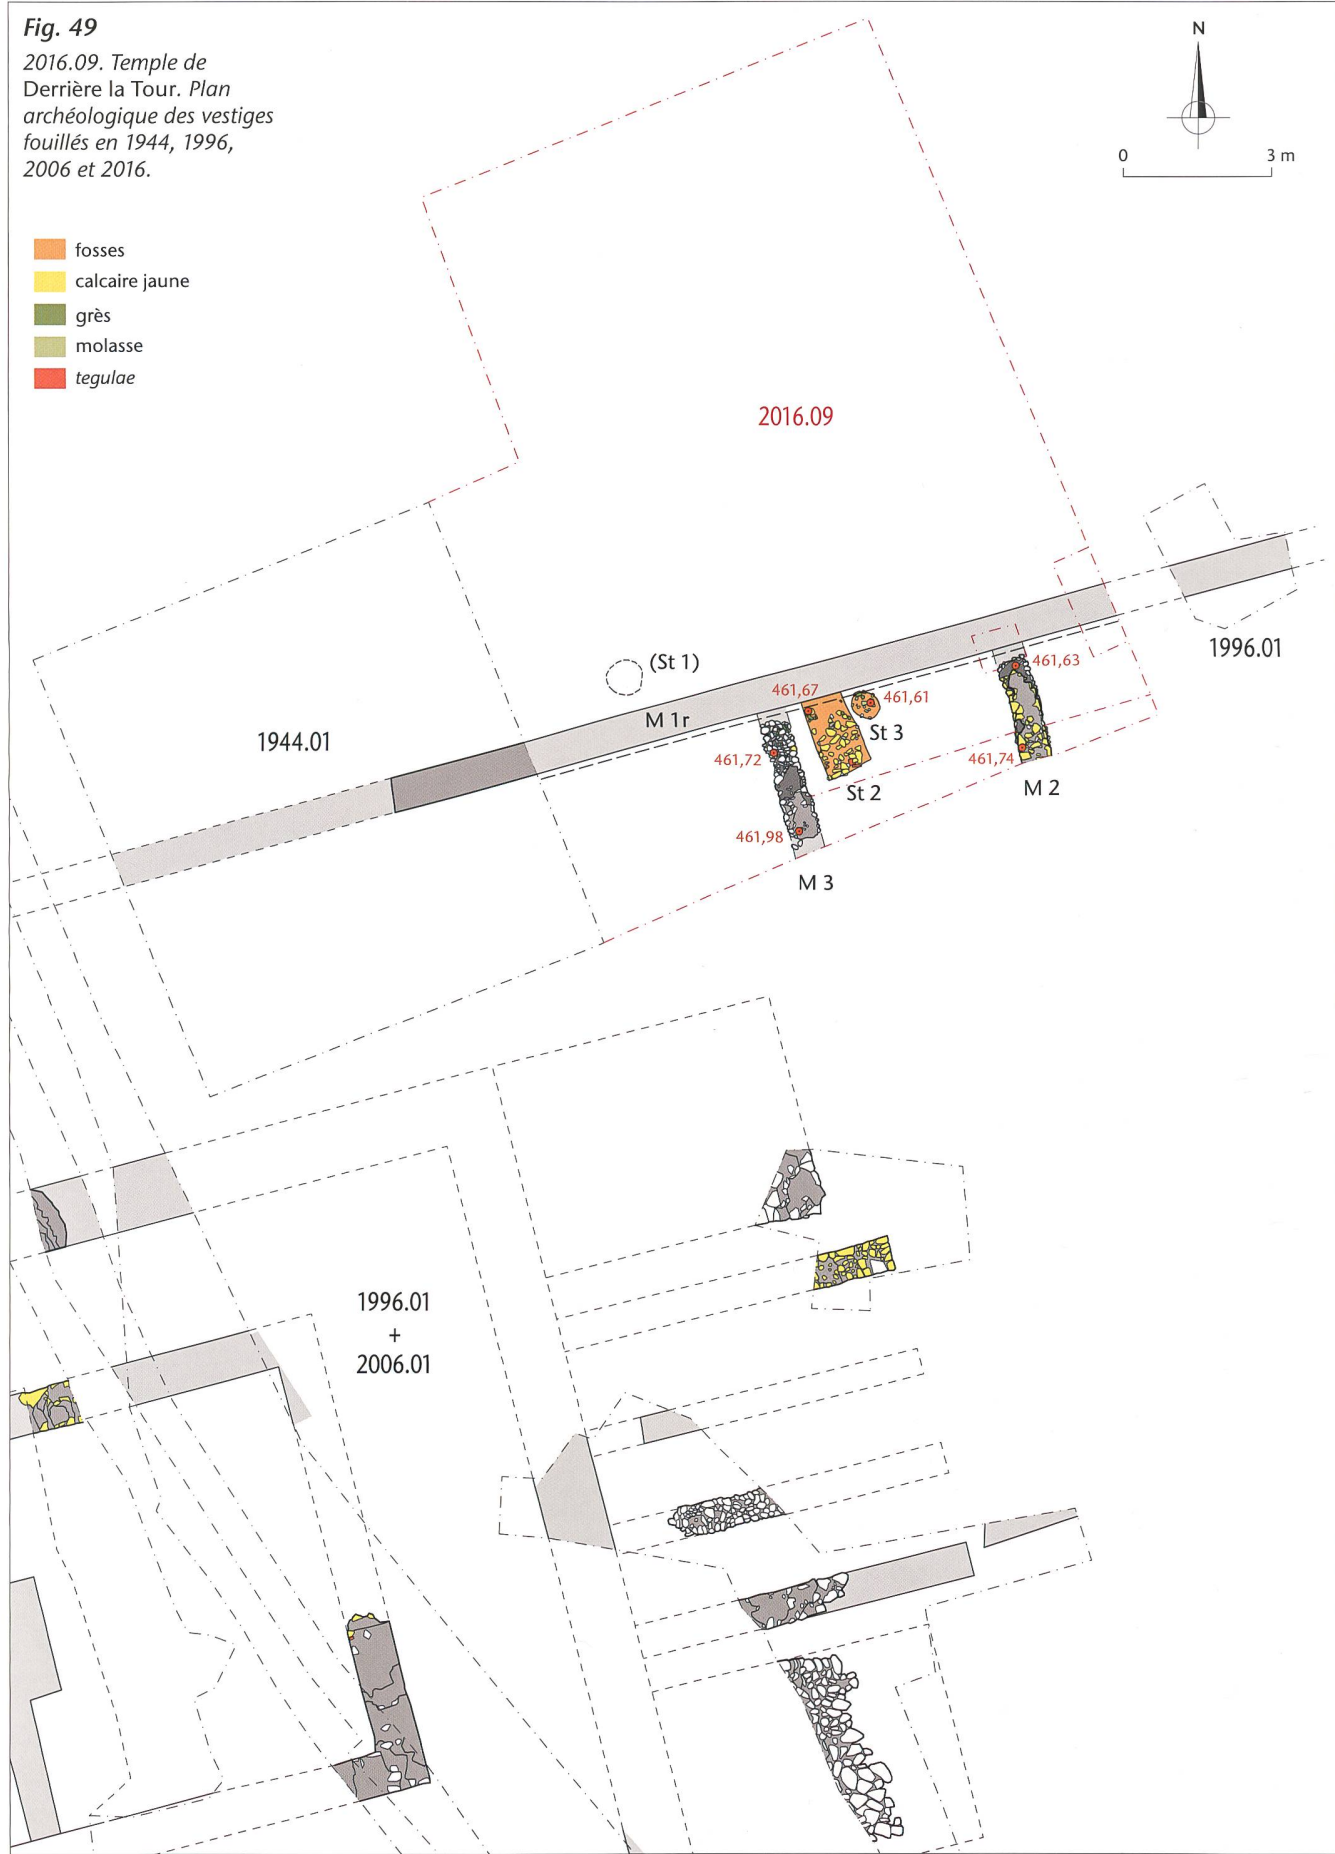 Fig. 49
2016.09. Temple de
Derrière la Tour. Plan
archéologique des vestiges
fouillés en 1944, 1996,
2006 et 2016.
N
0 3 m
fosses
calcaire jaune
grès
molasse
tegulae
2016.09
1996.01
(St 1)
461,63
461,67
461,61
M 1r
St 3
1944.01
461,72
461,74
St 2
M 2
461,98
M 3
1996.01
+
2006.01